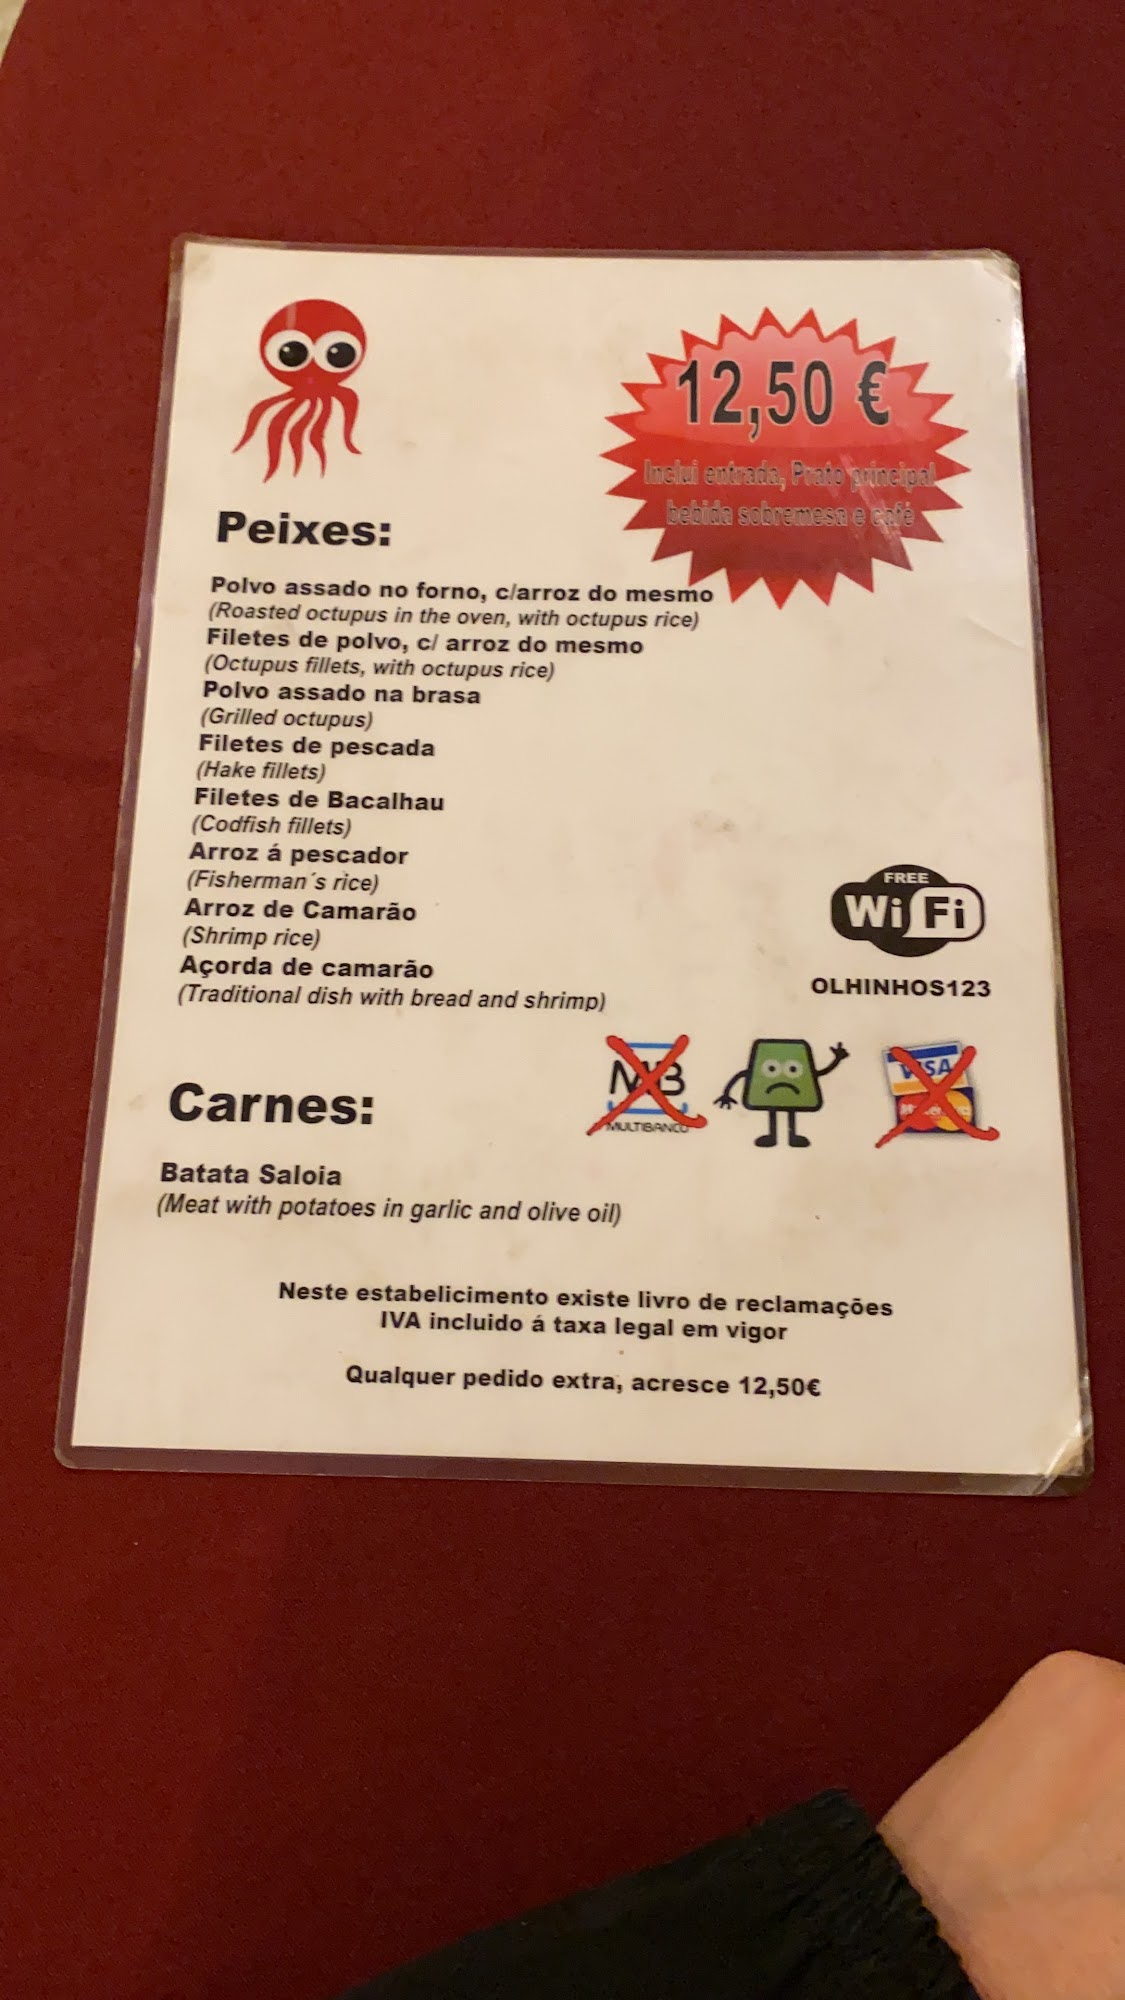 12,50 €
Inclui entrada, Prato principal
bebida sobremesa e café
Peixes:
Polvo assado no forno, c/arroz do mesmo
(Roasted octupus in the oven, with octupus rice)
Filetes de polvo, c/ arroz do mesmo
(Octupus fillets, with octupus rice)
Polvo assado na brasa
(Grilled octupus)
Filetes de pescada
(Hake fillets)
Filetes de Bacalhau
(Codfish fillets)
Arroz á pescador
(Fisherman´s rice)
Arroz de Camarão
(Shrimp rice)
Açorda de camarão
(Traditional dish with bread and shrimp)
FREE
Wi Fi
OLHINHOS123
MB
MULTIBANCO
VISA
MasterCard
Carnes:
Batata Saloia
(Meat with potatoes in garlic and olive oil)
Neste estabelicimento existe livro de reclamações
IVA incluido á taxa legal em vigor
Qualquer pedido extra, acresce 12,50€